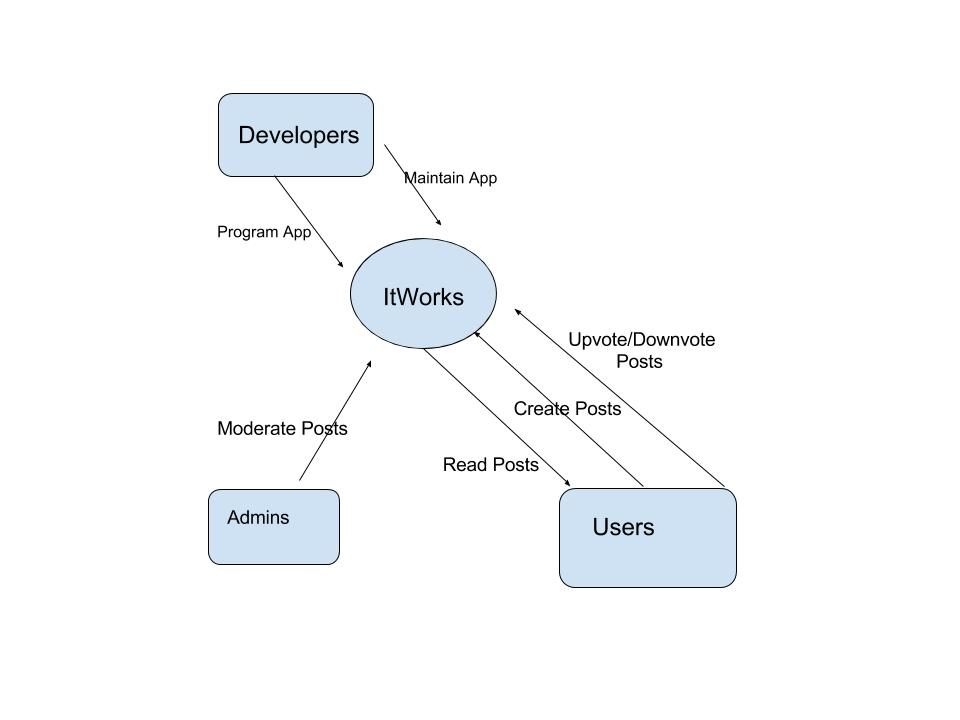 Developers
Maintain App
Program App
ItWorks
Upvote/Downvote
Posts
Create Posts
Moderate Posts
Read Posts
Admins
Users